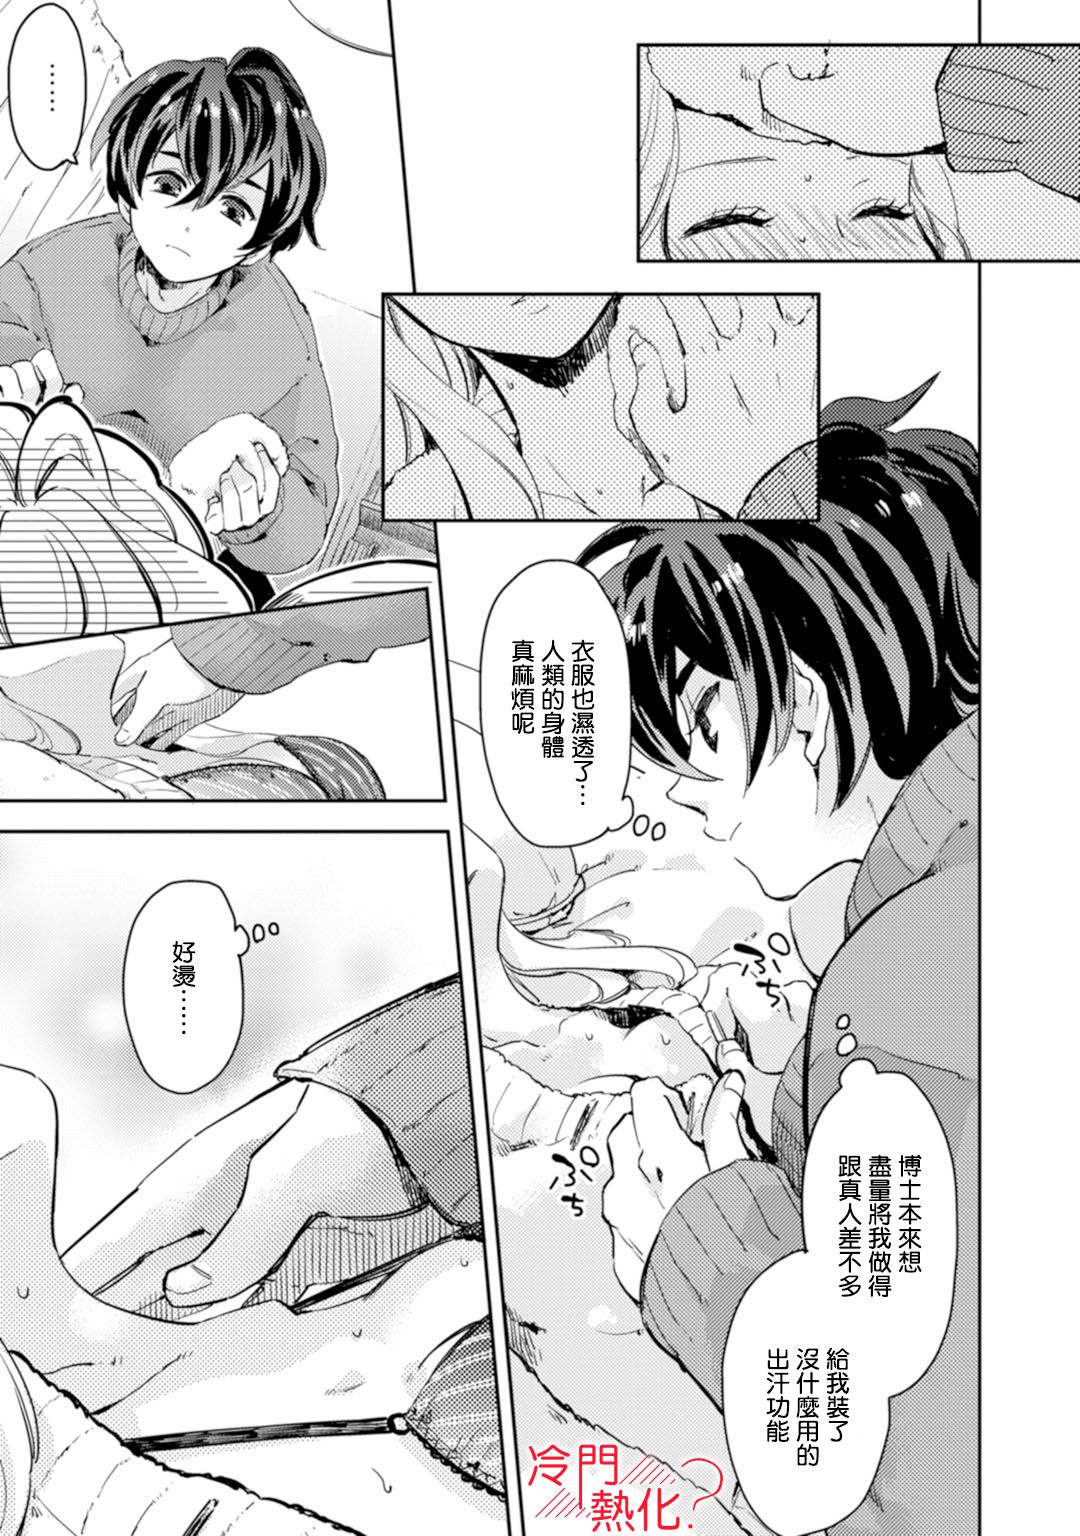 ……
衣服也濕透了…
人類的身體
真麻煩呢
ぷち
ぷち
博士本來想
盡量將我做得
跟真人差不多
給我裝了
沒什麼用的
出汗功能
好燙……
冷門
熱化?